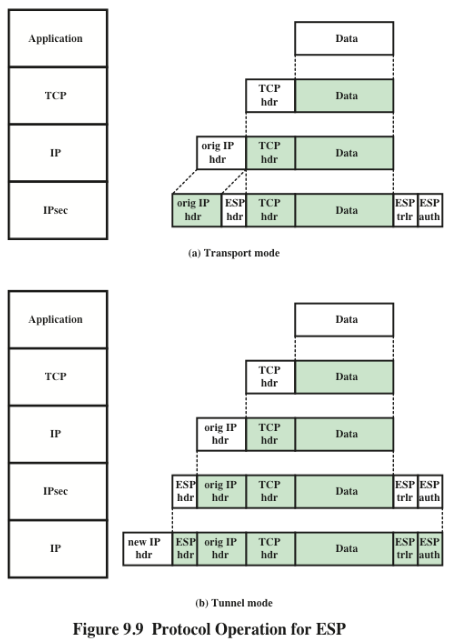 Application
Data
TCP
TCP
hdr
Data
IP
orig IP
hdr
TCP
hdr
Data
IPsec
orig IP
hdr
ESP
hdr
TCP
hdr
Data
ESP
trlr
ESP
auth
(a) Transport mode
Application
Data
TCP
TCP
hdr
Data
IP
orig IP
hdr
TCP
hdr
Data
IPsec
ESP
hdr
orig IP
hdr
TCP
hdr
Data
ESP
trlr
ESP
auth
IP
new IP
hdr
ESP
hdr
orig IP
hdr
TCP
hdr
Data
ESP
trlr
ESP
auth
(b) Tunnel mode
Figure 9.9 Protocol Operation for ESP